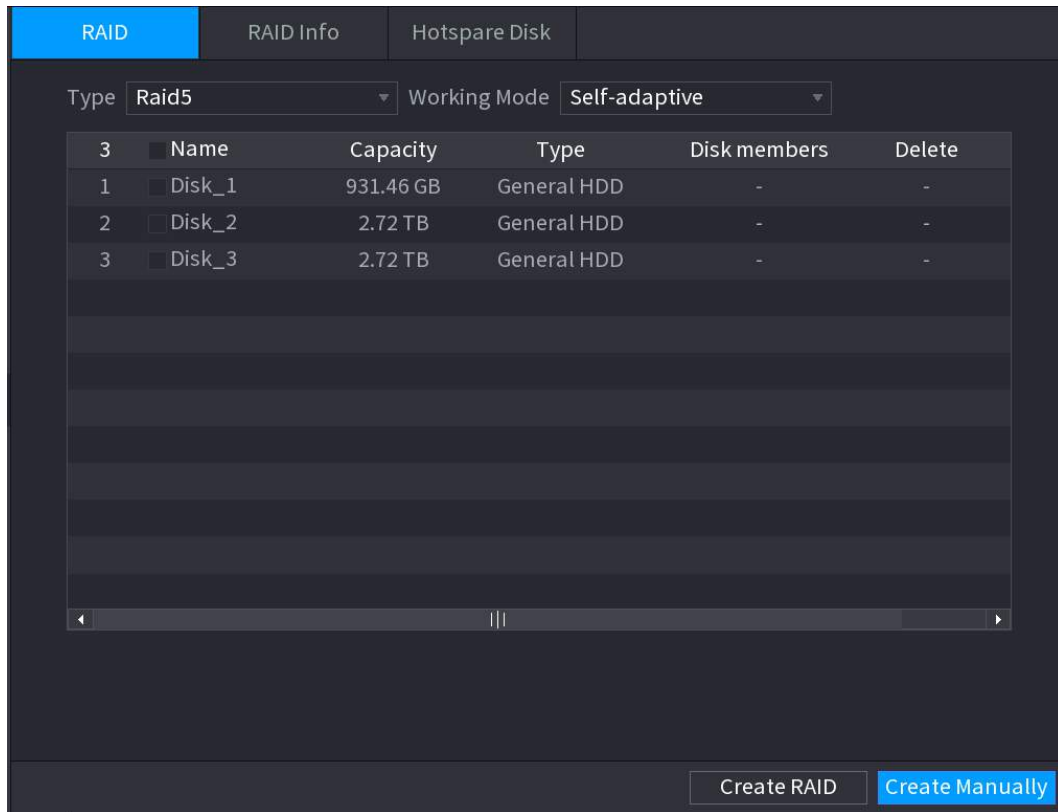 RAID RAID Info Hotspare Disk
Type Raid5 Working Mode Self-adaptive
3 Name Capacity Type Disk members Delete
1 Disk_1 931.46 GB General HDD - -
2 Disk_2 2.72 TB General HDD - -
3 Disk_3 2.72 TB General HDD - -
Create RAID Create Manually